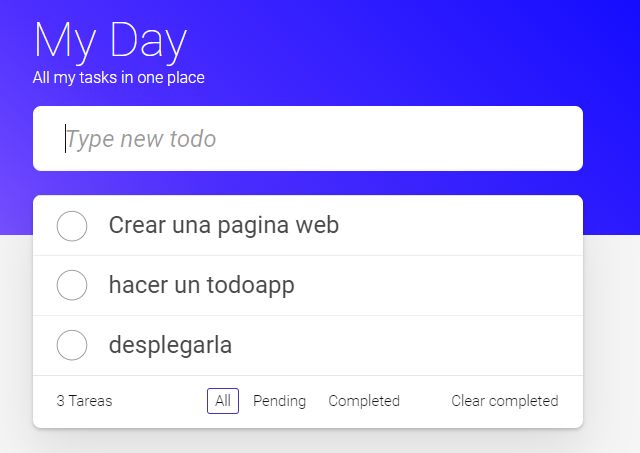 My Day
All my tasks in one place
Type new todo
Crear una pagina web
hacer un todoapp
desplegarla
3 Tareas All Pending Completed Clear completed